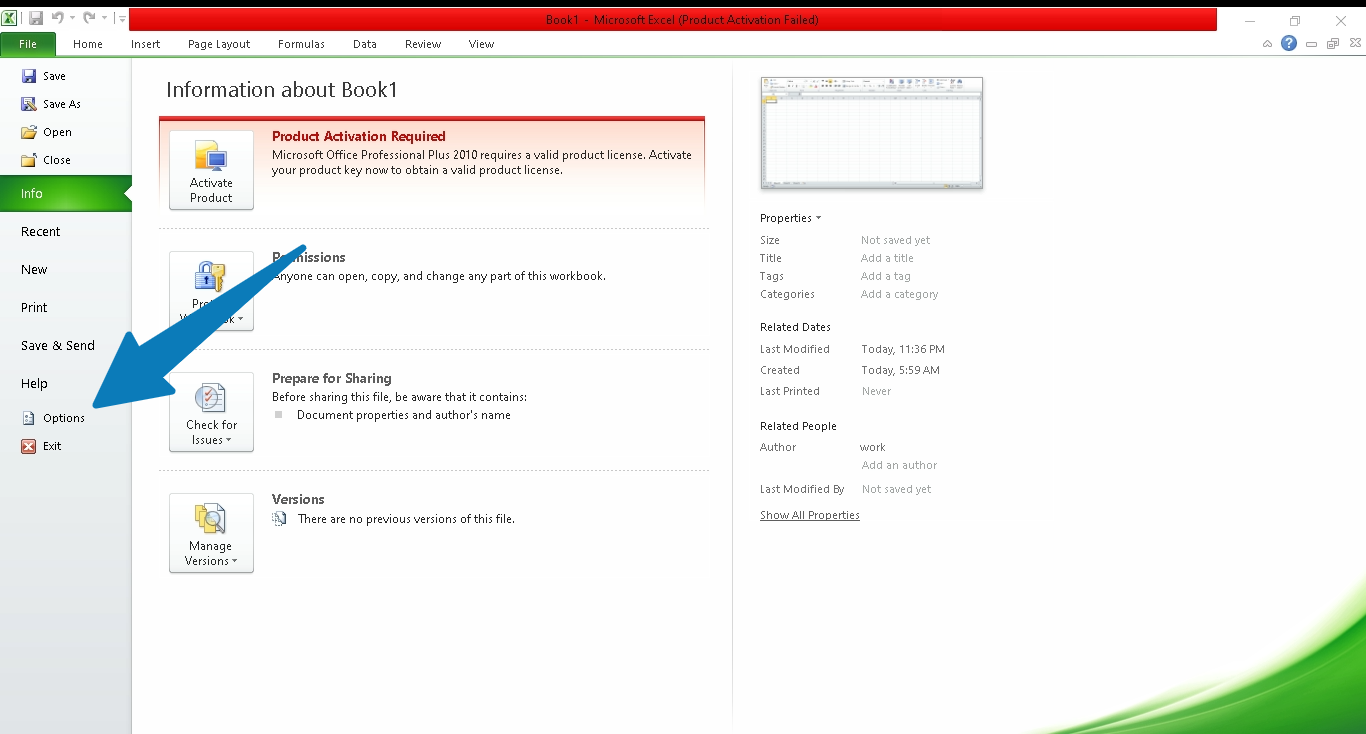 Book1 - Microsoft Excel (Product Activation Failed)
File Home Insert Page Layout Formulas Data Review View
Save
Save As
Open
Close
Info
Recent
New
Print
Save & Send
Help
Options
Exit
Information about Book1
Activate
Product
Product Activation Required
Microsoft Office Professional Plus 2010 requires a valid product license. Activate
your product key now to obtain a valid product license.
Anyone can open, copy, and change any part of this workbook.
Check for
Issues
Prepare for Sharing
Before sharing this file, be aware that it contains:
Document properties and author's name
Manage
Versions
Versions
There are no previous versions of this file.
Properties
Size Not saved yet
Title Add a title
Tags Add a tag
Categories Add a category
Related Dates
Last Modified Today, 11:36 PM
Created Today, 5:59 AM
Last Printed Never
Related People
Author work
Add an author
Last Modified By Not saved yet
Show All Properties